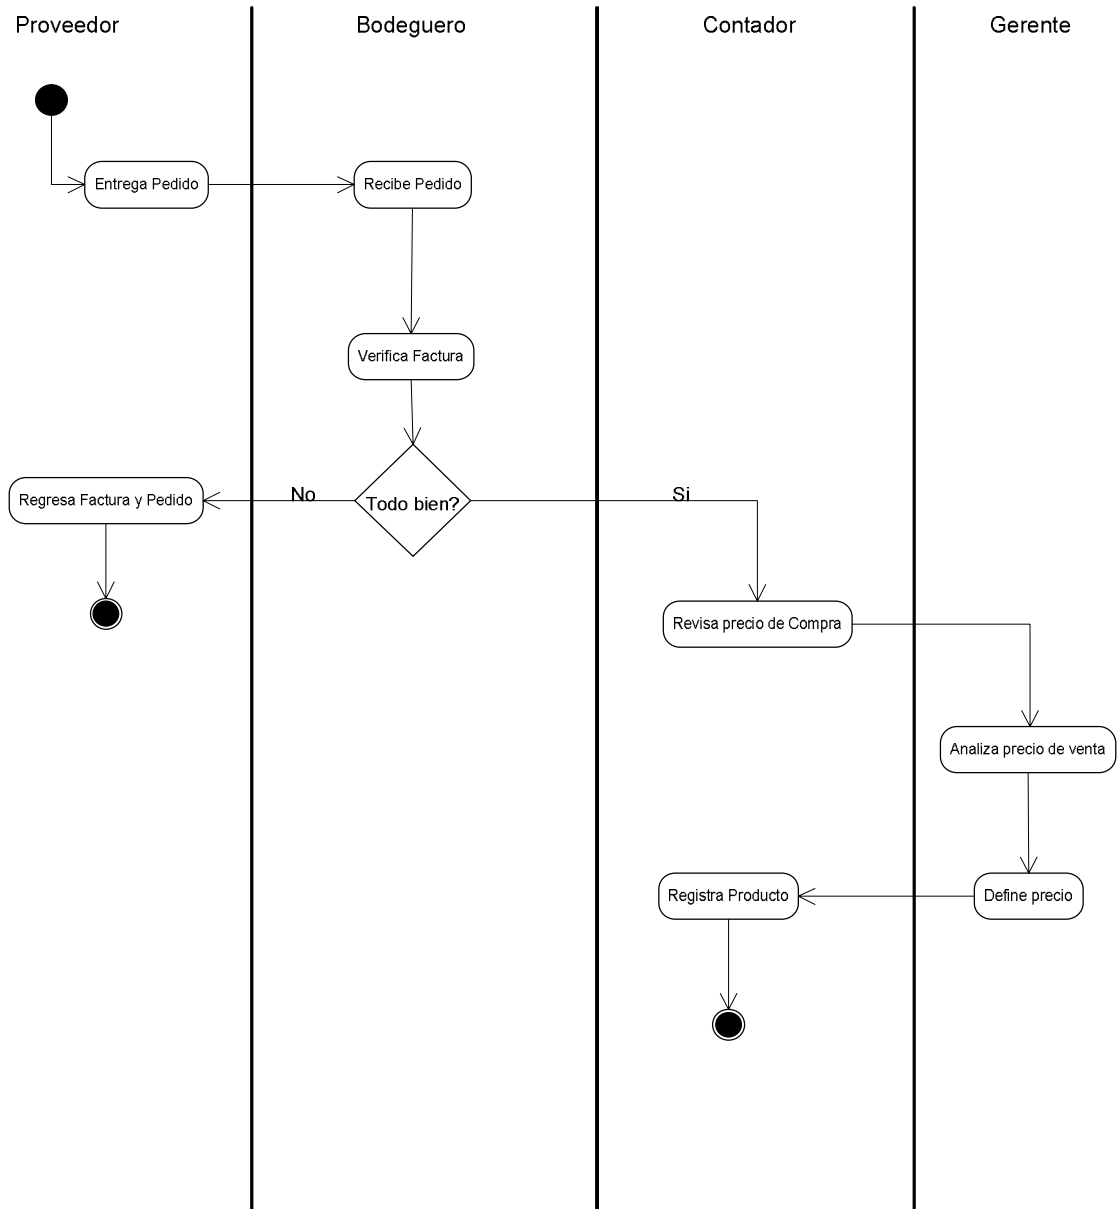 Proveedor
Bodeguero
Contador
Gerente
Entrega Pedido
Recibe Pedido
Verifica Factura
Regresa Factura y Pedido
No
Todo bien?
Si
Revisa precio de Compra
Analiza precio de venta
Registra Producto
Define precio